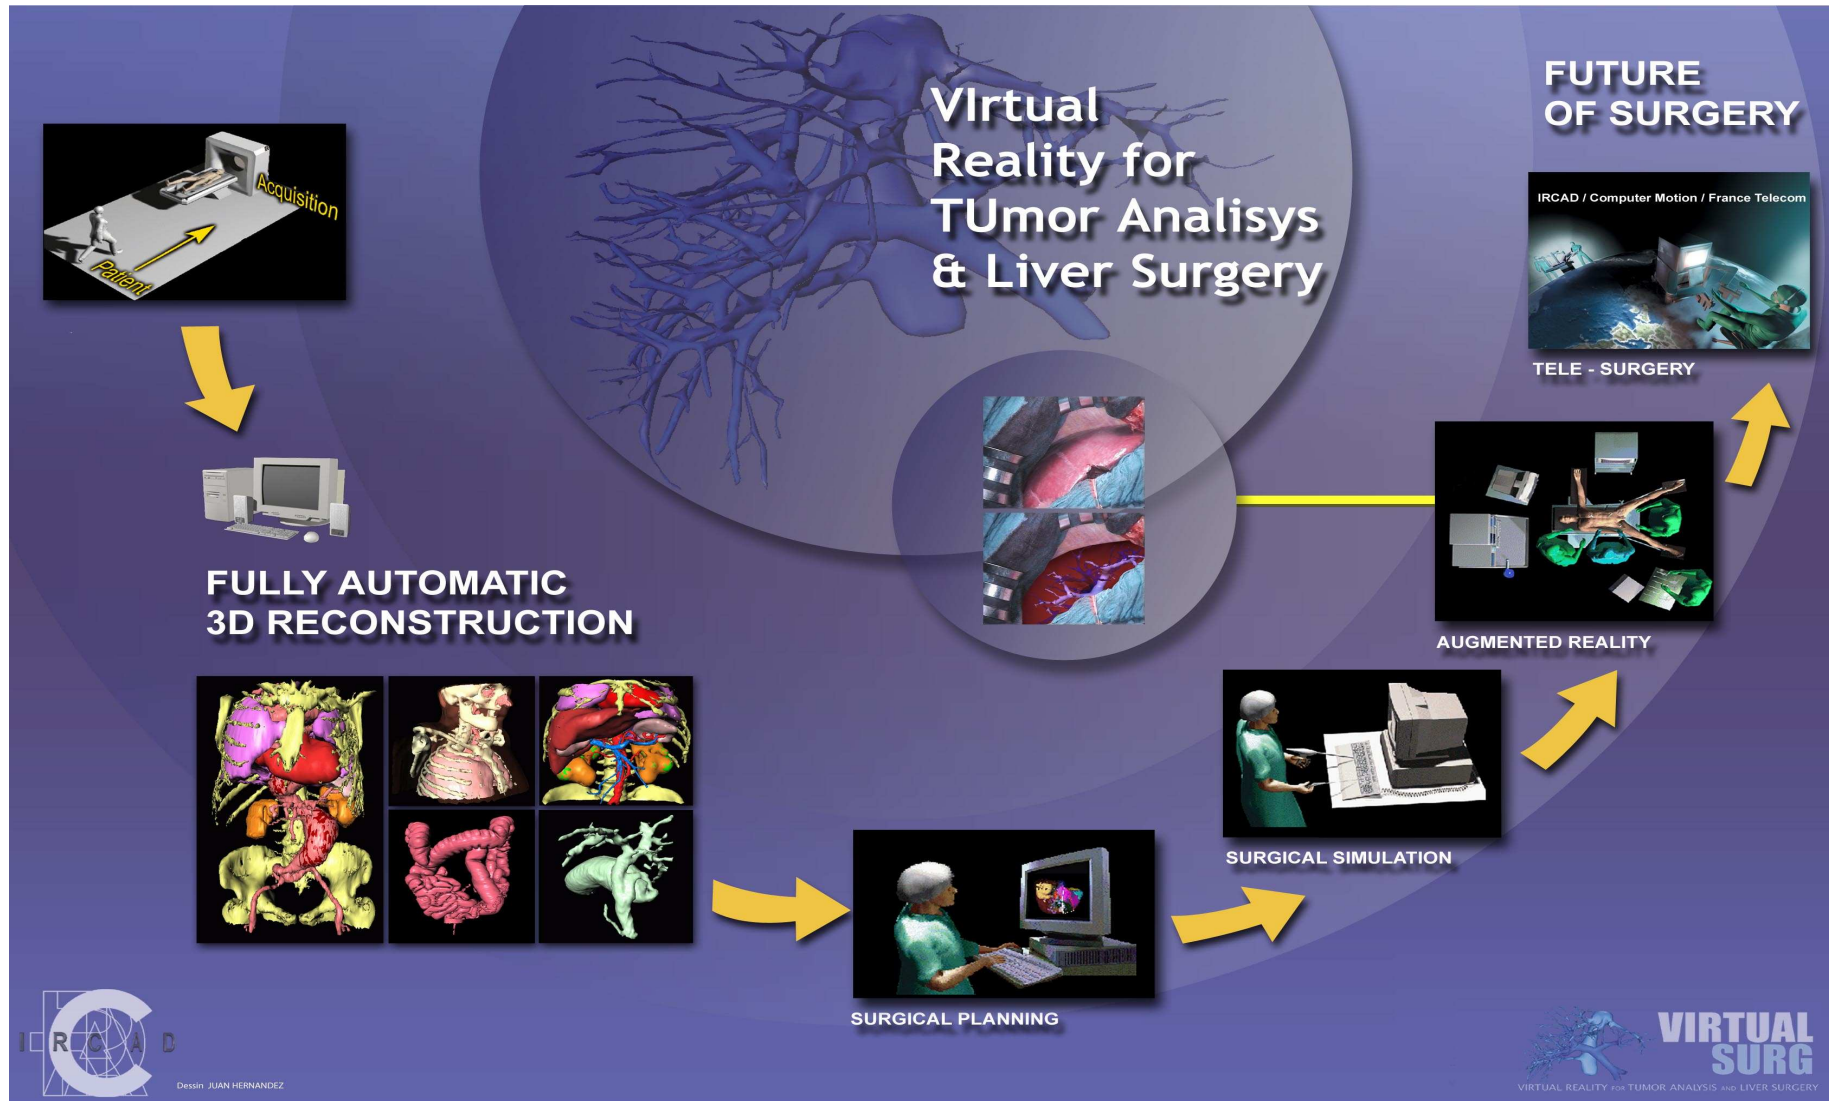 VIrtual
Reality for
TUmor Analisys
& Liver Surgery
FUTURE
OF SURGERY
Acquisition
Patient
IRCAD / Computer Motion / France Telecom
TELE - SURGERY
FULLY AUTOMATIC
3D RECONSTRUCTION
AUGMENTED REALITY
SURGICAL SIMULATION
SURGICAL PLANNING
IRCAD
C
Dessin JUAN HERNANDEZ
VIRTUAL
SURG
VIRTUAL REALITY FOR TUMOR ANALYSIS AND LIVER SURGERY